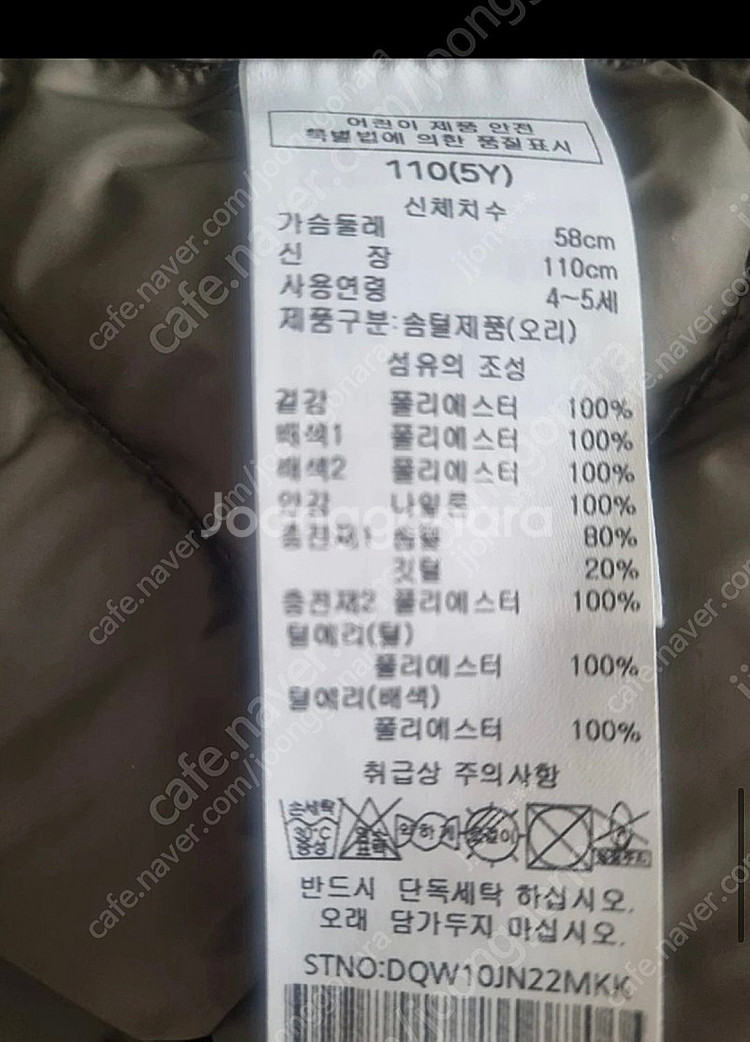 어린이 제품 안전
특별법에 의한 품질표시
110(5Y)
신체치수
가슴둘레 58cm
신 장 110cm
사용연령 4~5세
제품구분:솜털제품(오리)
섬유의 조성
겉감 폴리에스터 100%
배색1 폴리에스터 100%
배색2 폴리에스터 100%
안감 나일론 100%
충전재1 솜털 80%
깃털 20%
충전재2 폴리에스터 100%
털에리(털)
폴리에스터 100%
털에리(배색)
폴리에스터 100%
취급상 주의사항
손세탁
30°C
중성
약하게
반드시 단독세탁 하십시오.
오래 담가두지 마십시오.
STNO:DQW10JN22MKK
Joonggonara
cafe.naver.com/joonggonara